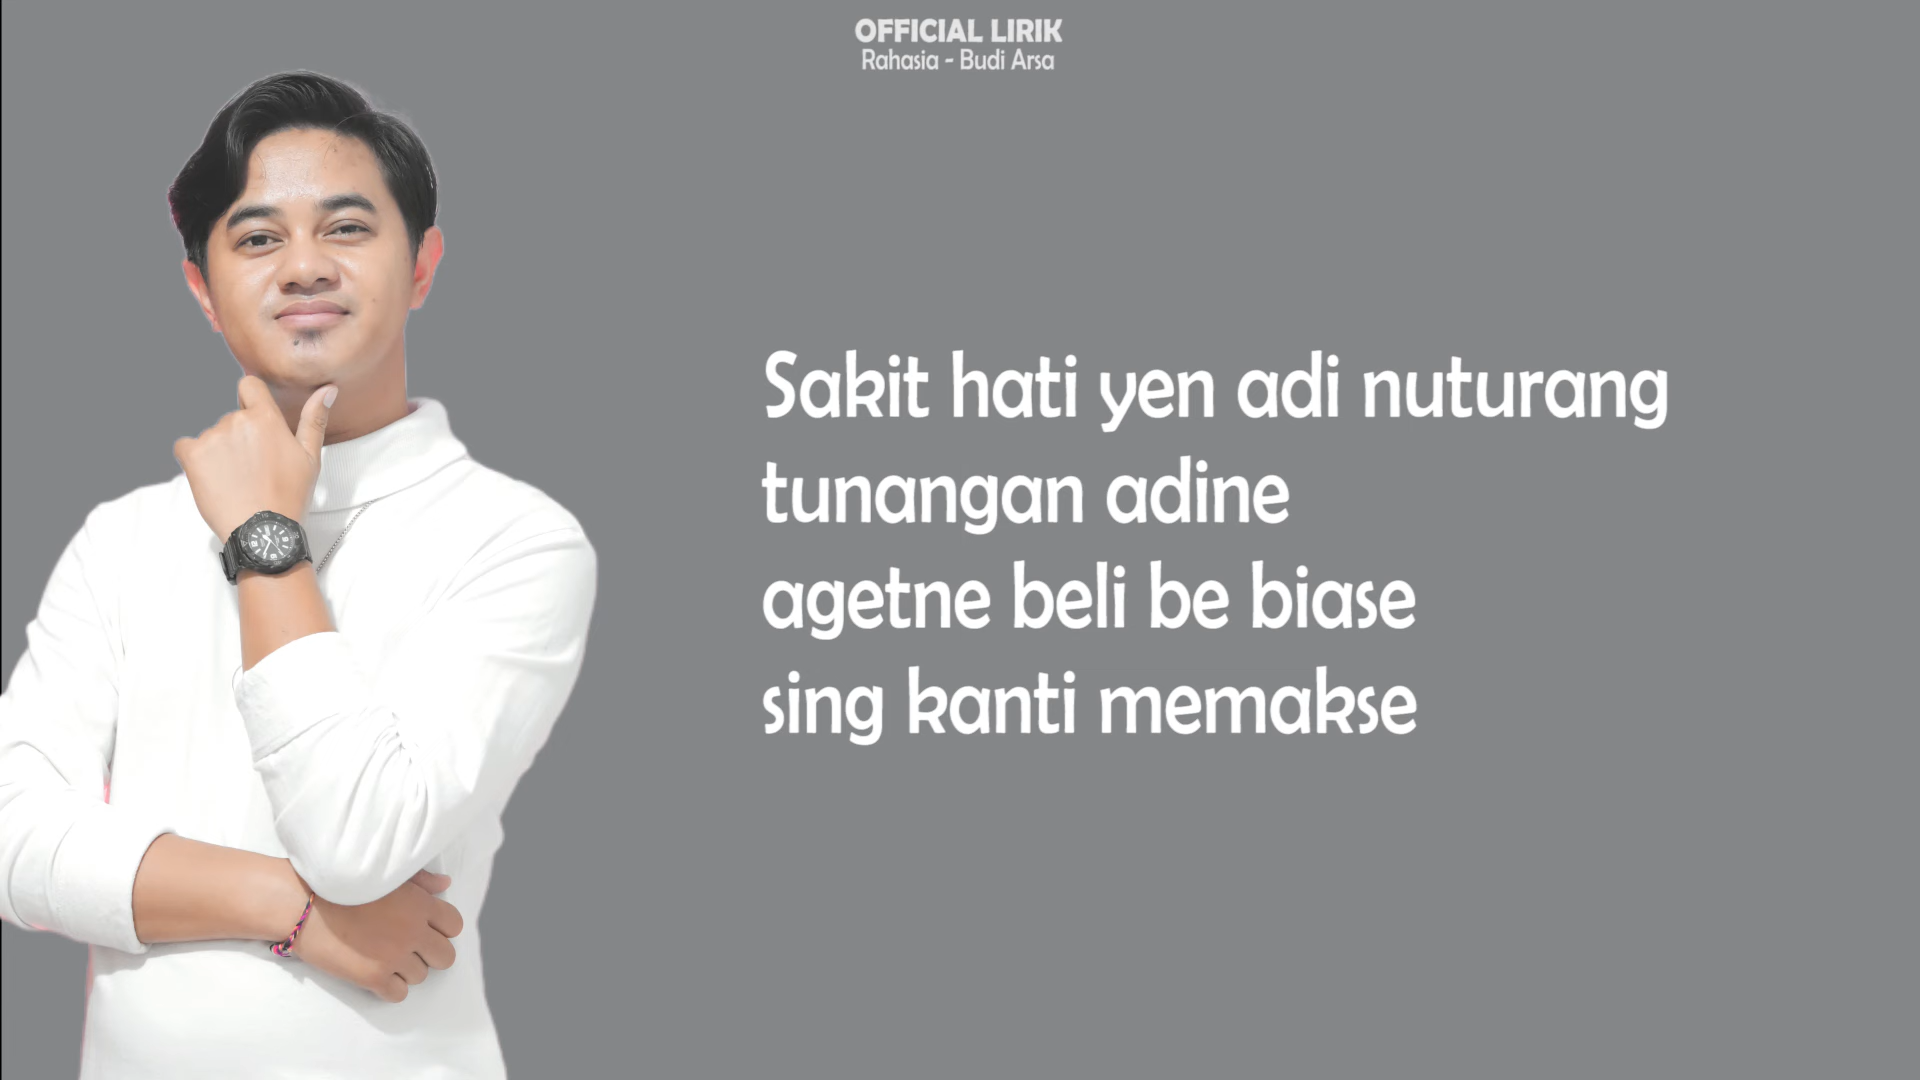 OFFICIAL LIRIK
Rahasia - Budi Arsa
Sakit hati yen adi nuturang
tunangan adine
agetne beli be biase
sing kanti memakse